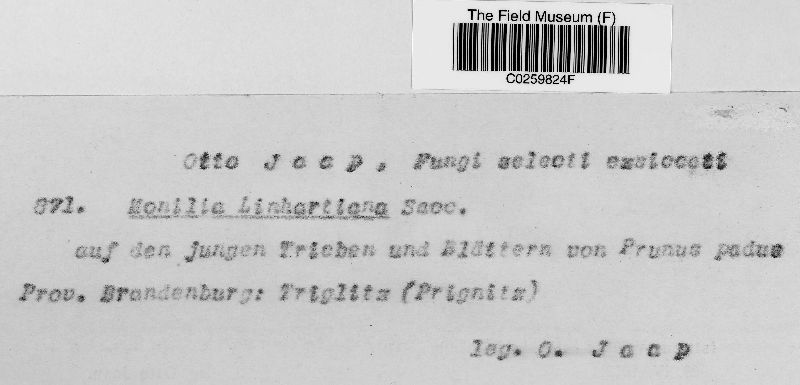 The Field Museum (F)
C0259824F
Otto Jaap, Fungi selecti exsiccati
871. Monilia Linhartiana Sacc.
auf den jungen Trieben und Blättern von Prunus padus
Prov. Brandenburg: Triglitz (Prignitz)
leg. O. Jaap